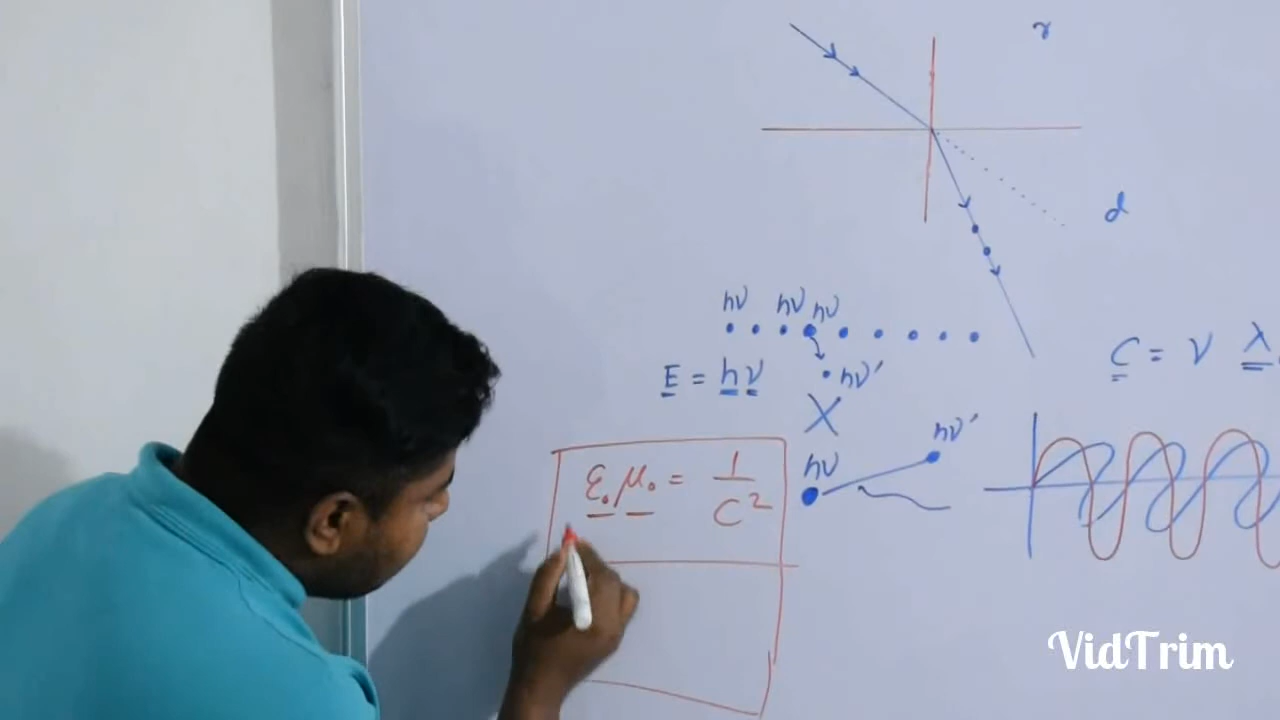 r
d
hν hν hν
E = hν
hν'
C = ν λ
hν'
hν
ε₀μ₀ = 1/C²
VidTrim